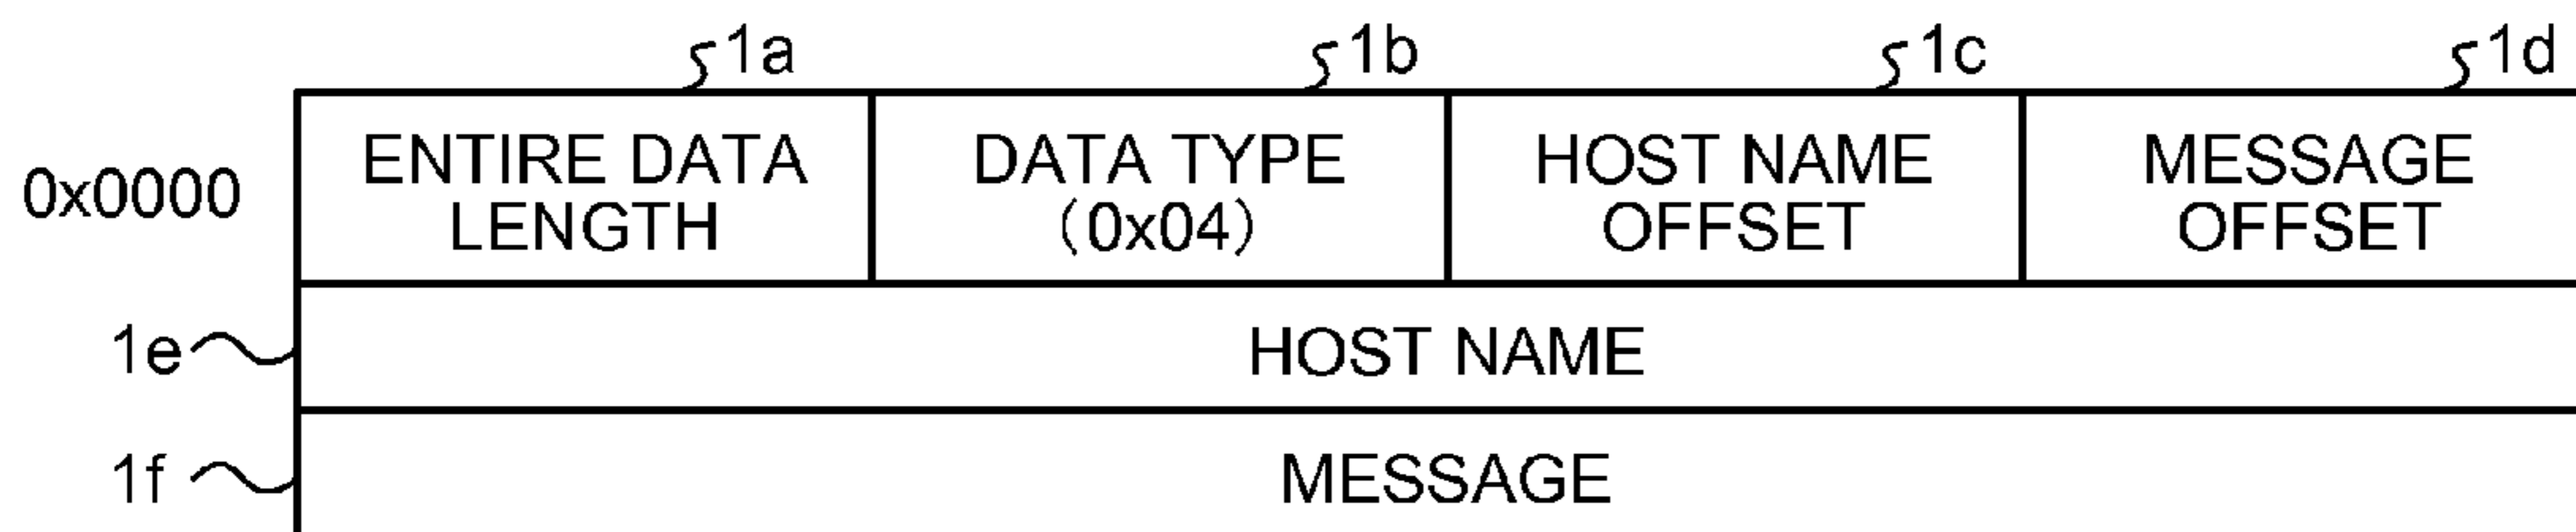 1a 1b 1c 1d
0x0000
ENTIRE DATA
LENGTH
DATA TYPE
(0x04)
HOST NAME
OFFSET
MESSAGE
OFFSET
1e
HOST NAME
1f
MESSAGE